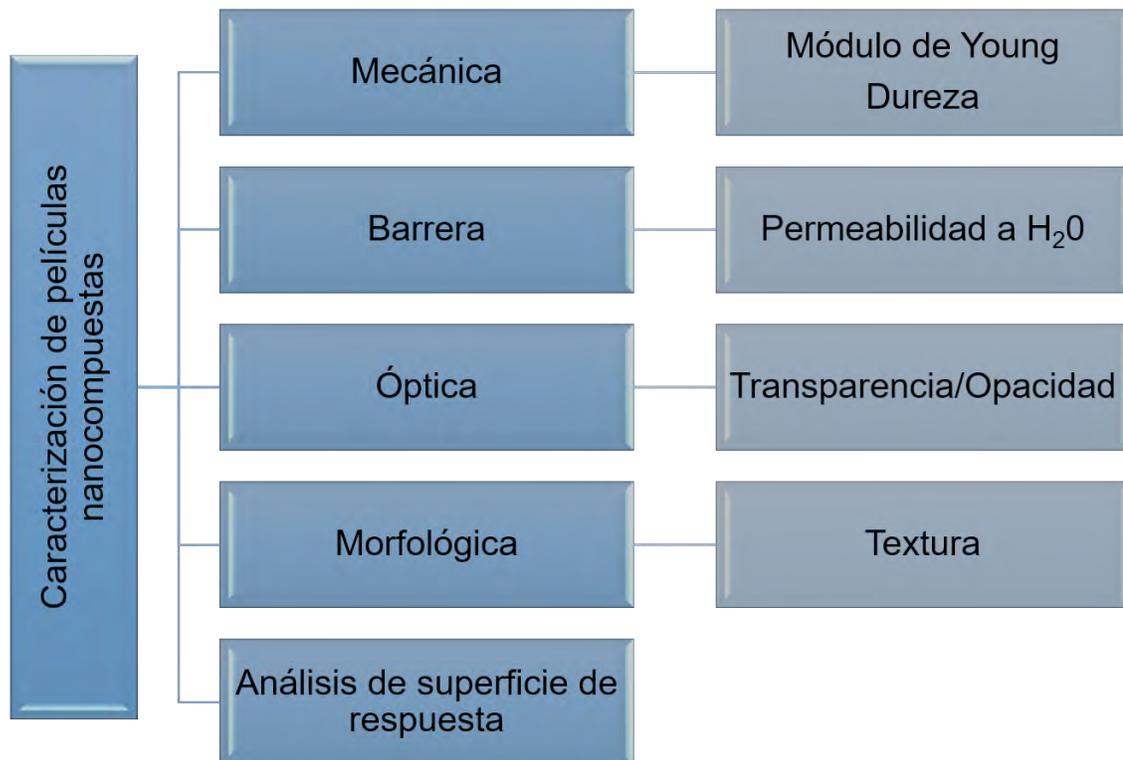 Caracterización de películas
nanocompuestas
Mecánica
Módulo de Young
Dureza
Barrera
Permeabilidad a H₂0
Óptica
Transparencia/Opacidad
Morfológica
Textura
Análisis de superficie de
respuesta